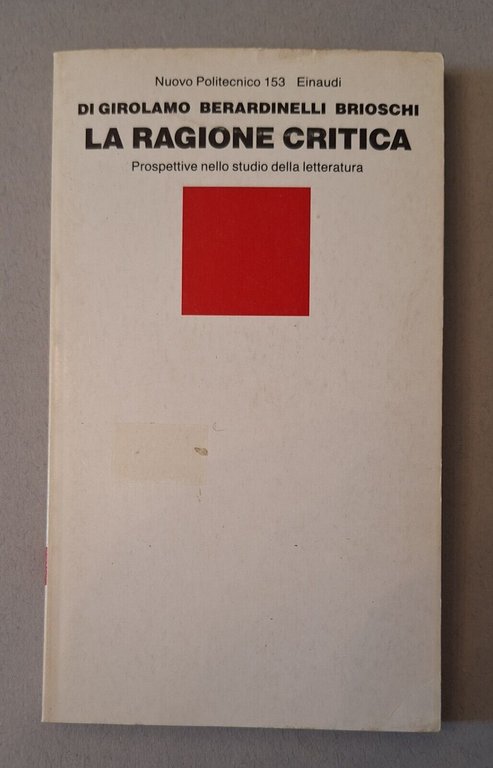 Nuovo Politecnico 153 Einaudi
DI GIROLAMO BERARDINELLI BRIOSCHI
LA RAGIONE CRITICA
Prospettive nello studio della letteratura